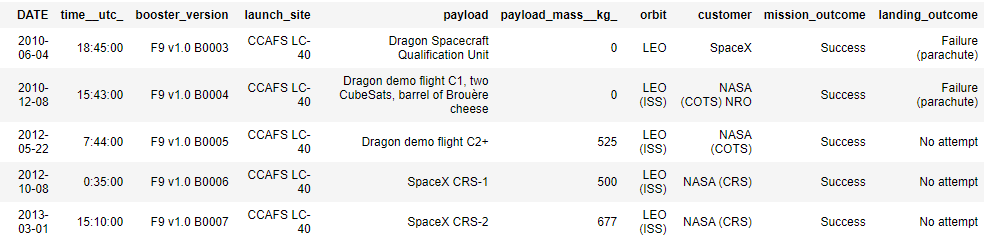 DATE time__utc_ booster_version launch_site payload payload_mass__kg_ orbit customer mission_outcome landing_outcome
2010-06-04 18:45:00 F9 v1.0 B0003 CCAFS LC-40 Dragon Spacecraft Qualification Unit 0 LEO SpaceX Success Failure (parachute)
2010-12-08 15:43:00 F9 v1.0 B0004 CCAFS LC-40 Dragon demo flight C1, two CubeSats, barrel of Brouère cheese 0 LEO (ISS) NASA (COTS) NRO Success Failure (parachute)
2012-05-22 7:44:00 F9 v1.0 B0005 CCAFS LC-40 Dragon demo flight C2+ 525 LEO (ISS) NASA (COTS) Success No attempt
2012-10-08 0:35:00 F9 v1.0 B0006 CCAFS LC-40 SpaceX CRS-1 500 LEO (ISS) NASA (CRS) Success No attempt
2013-03-01 15:10:00 F9 v1.0 B0007 CCAFS LC-40 SpaceX CRS-2 677 LEO (ISS) NASA (CRS) Success No attempt